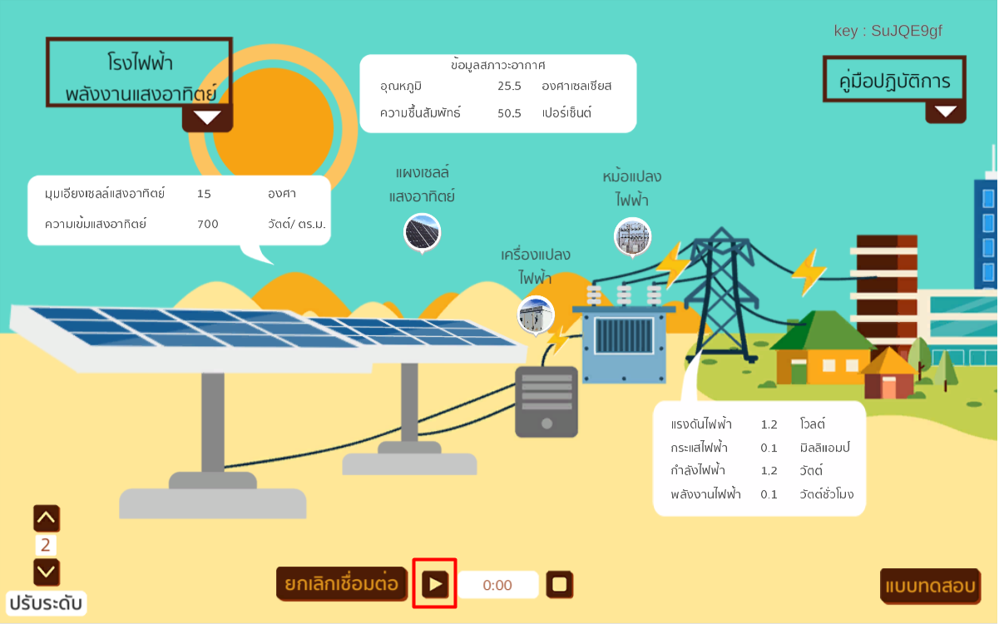 key : SuJQE9gf
โรงไฟฟ้า
พลังงานแสงอาทิตย์
ข้อมูลสภาวะอากาศ
อุณหภูมิ 25.5 องศาเซลเซียส
ความชื้นสัมพัทธ์ 50.5 เปอร์เซ็นต์
คู่มือปฏิบัติการ
มุมเอียงเซลล์แสงอาทิตย์ 15 องศา
ความเข้มแสงอาทิตย์ 700 วัตต์/ ตร.ม.
แผงเซลล์
แสงอาทิตย์
หม้อแปลง
ไฟฟ้า
เครื่องแปลง
ไฟฟ้า
แรงดันไฟฟ้า 1.2 โวลต์
กระแสไฟฟ้า 0.1 มิลลิแอมป์
กำลังไฟฟ้า 1.2 วัตต์
พลังงานไฟฟ้า 0.1 วัตต์ชั่วโมง
2
ปรับระดับ
ยกเลิกเชื่อมต่อ
0:00
แบบทดสอบ